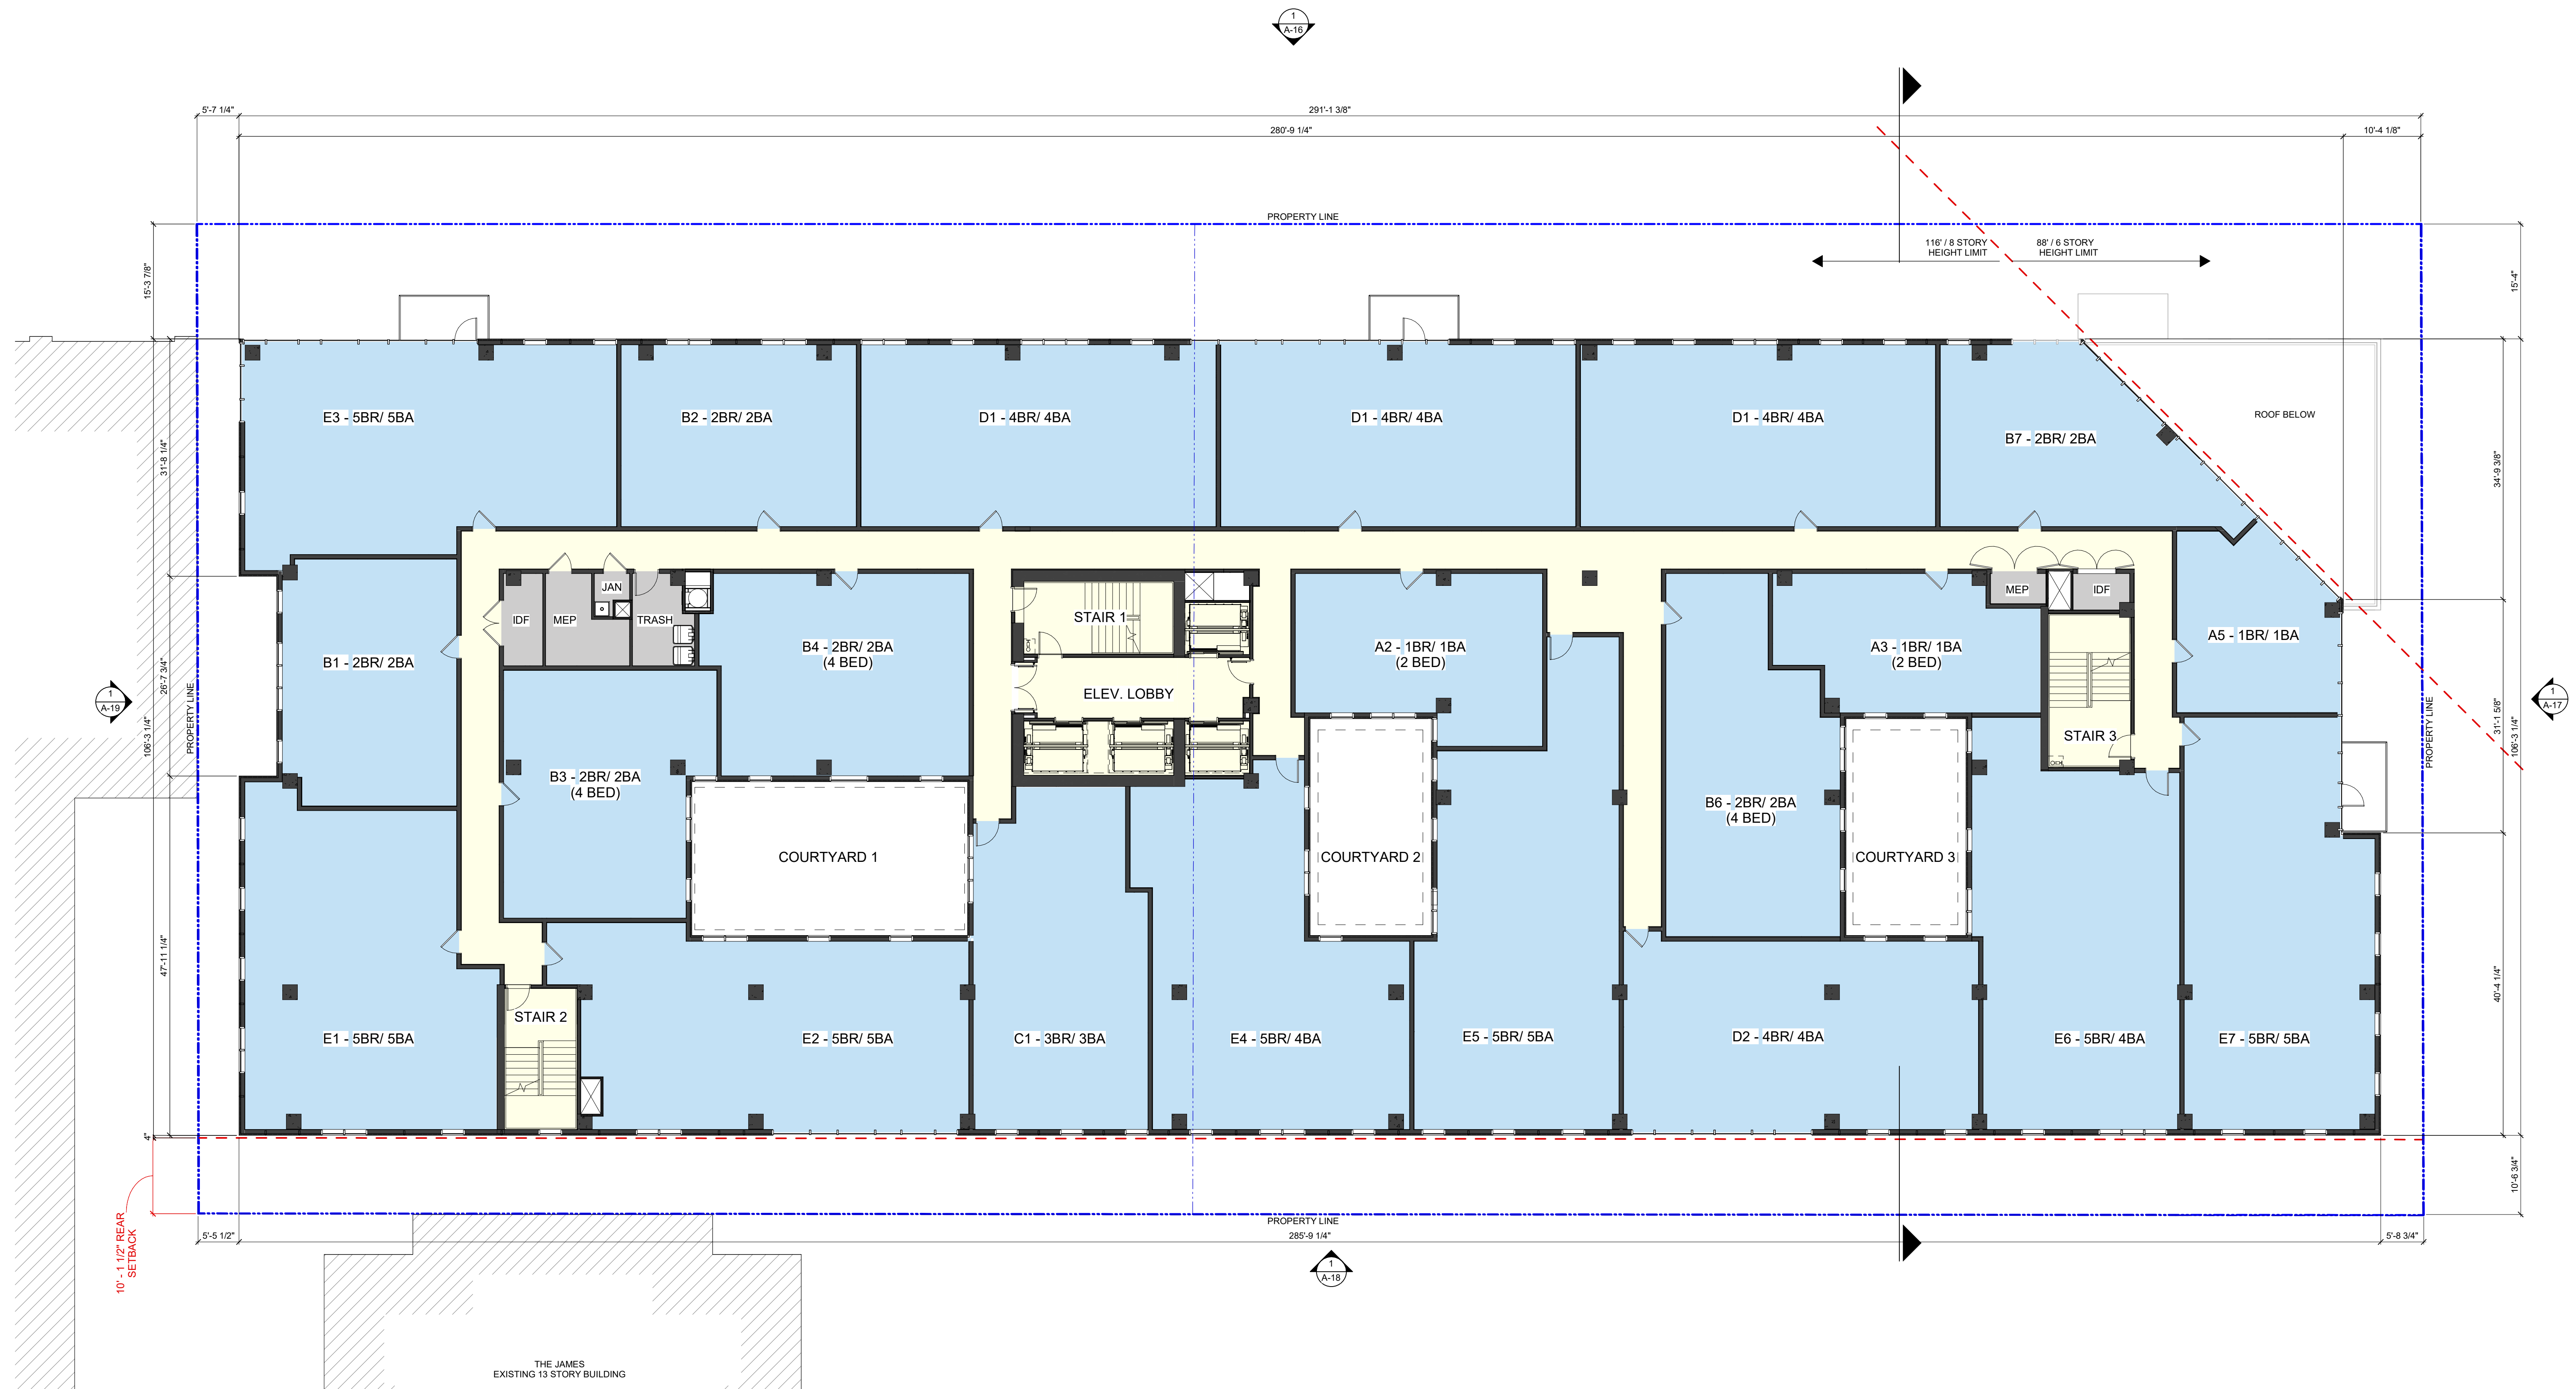 1
A-16
5'-7 1/4"
291'-1 3/8"
280'-9 1/4"
10'-4 1/8"
PROPERTY LINE
116' / 8 STORY
HEIGHT LIMIT
88' / 6 STORY
HEIGHT LIMIT
15'-3 7/8"
15'-4"
E3 - 5BR/ 5BA
B2 - 2BR/ 2BA
D1 - 4BR/ 4BA
D1 - 4BR/ 4BA
D1 - 4BR/ 4BA
B7 - 2BR/ 2BA
ROOF BELOW
31'-8 1/4"
34'-9 3/8"
JAN
IDF
MEP
TRASH
STAIR 1
MEP
IDF
B1 - 2BR/ 2BA
B4 - 2BR/ 2BA
(4 BED)
A2 - 1BR/ 1BA
(2 BED)
A3 - 1BR/ 1BA
(2 BED)
A5 - 1BR/ 1BA
26'-7 3/4"
106'-3 1/4"
PROPERTY LINE
1
A-19
ELEV. LOBBY
STAIR 3
PROPERTY LINE
31'-1 5/8"
106'-3 1/4"
1
A-17
B3 - 2BR/ 2BA
(4 BED)
B6 - 2BR/ 2BA
(4 BED)
COURTYARD 1
COURTYARD 2
COURTYARD 3
47'-11 1/4"
40'-4 1/4"
STAIR 2
E1 - 5BR/ 5BA
E2 - 5BR/ 5BA
C1 - 3BR/ 3BA
E4 - 5BR/ 4BA
E5 - 5BR/ 5BA
D2 - 4BR/ 4BA
E6 - 5BR/ 4BA
E7 - 5BR/ 5BA
4"
10'-6 3/4"
10' - 1 1/2" REAR
SETBACK
PROPERTY LINE
5'-5 1/2"
285'-9 1/4"
5'-8 3/4"
1
A-18
THE JAMES
EXISTING 13 STORY BUILDING